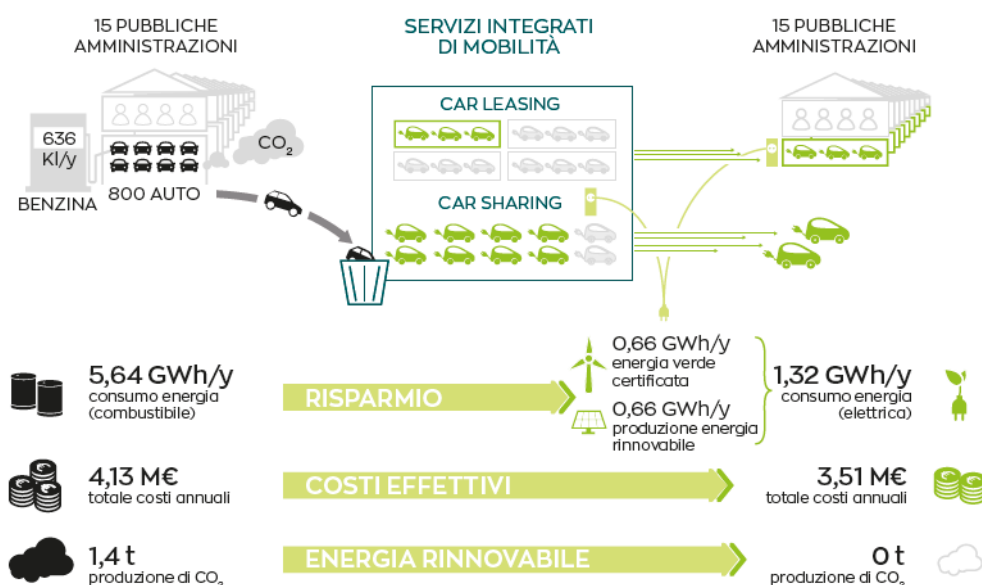 15 PUBBLICHE
AMMINISTRAZIONI
SERVIZI INTEGRATI
DI MOBILITÀ
15 PUBBLICHE
AMMINISTRAZIONI
636
Kl/y
BENZINA
CO₂
800 AUTO
CAR LEASING
CAR SHARING
5,64 GWh/y
consumo energia
(combustibile)
RISPARMIO
0,66 GWh/y
energia verde
certificata
0,66 GWh/y
produzione energia
rinnovabile
1,32 GWh/y
consumo energia
(elettrica)
4,13 M€
totale costi annuali
COSTI EFFETTIVI
3,51 M€
totale costi annuali
1,4 t
produzione di CO₂
ENERGIA RINNOVABILE
0 t
produzione di CO₂